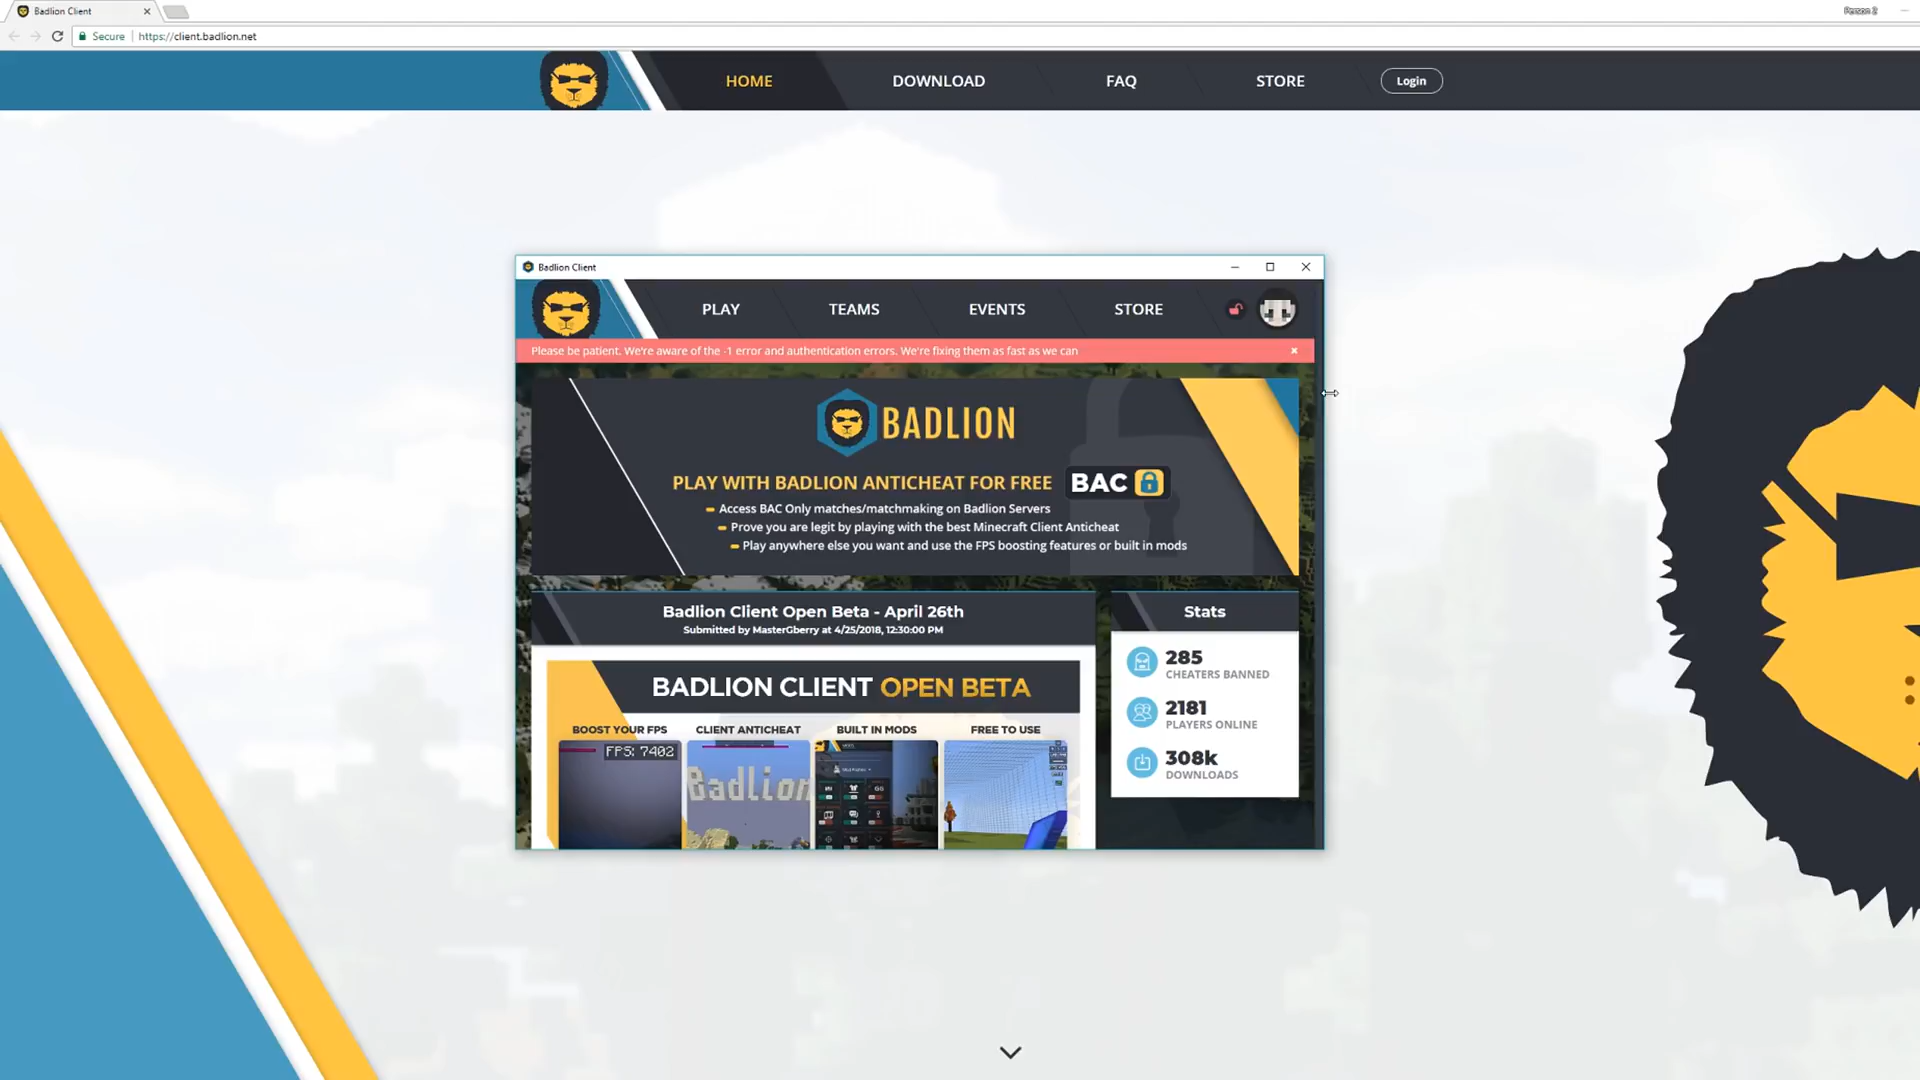 Badlion Client
Person 2
Secure
https://client.badlion.net
HOME
DOWNLOAD
FAQ
STORE
Login
Badlion Client
PLAY
TEAMS
EVENTS
STORE
Please be patient. We're aware of the -1 error and authentication errors. We're fixing them as fast as we can
BADLION
PLAY WITH BADLION ANTICHEAT FOR FREE
BAC
Access BAC Only matches/matchmaking on Badlion Servers
Prove you are legit by playing with the best Minecraft Client Anticheat
Play anywhere else you want and use the FPS boosting features or built in mods
Badlion Client Open Beta - April 26th
Submitted by MasterGberry at 4/25/2018, 12:30:00 PM
BADLION CLIENT OPEN BETA
BOOST YOUR FPS
CLIENT ANTICHEAT
BUILT IN MODS
FREE TO USE
FPS: 7402
Badlion
Stats
285
CHEATERS BANNED
2181
PLAYERS ONLINE
308k
DOWNLOADS